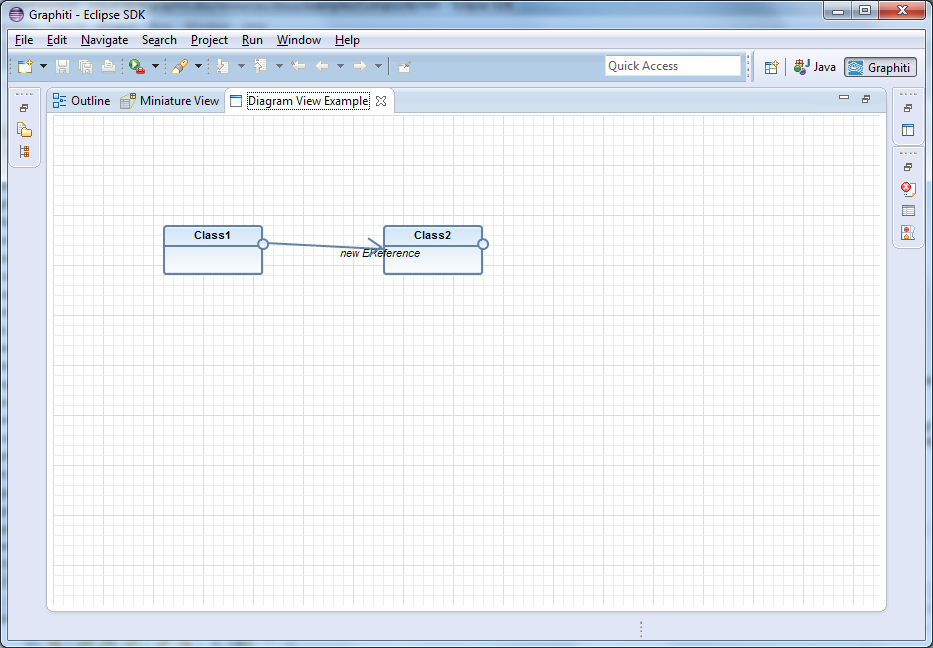 Graphiti - Eclipse SDK
File Edit Navigate Search Project Run Window Help
Quick Access
Java
Graphiti
Outline Miniature View Diagram View Example
Class1 Class2
new EReference